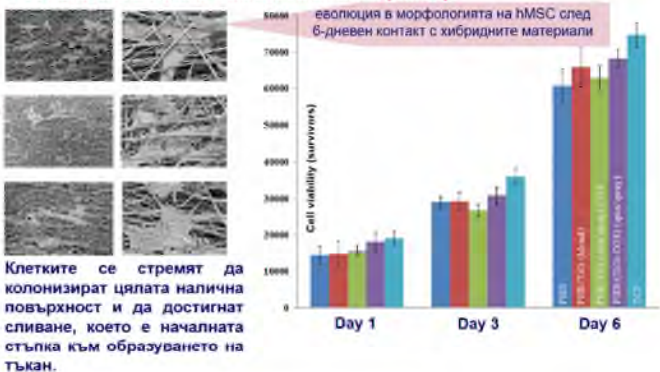 еволюция в морфологията на hMSC след
6-дневен контакт с хибридните материали
Клетките се стремят да
колонизират цялата налична
повърхност и да достигнат
сливане, което е началната
стъпка към образуването на
тъкан.
Cell viability (survivors)
80000
70000
60000
50000
40000
30000
20000
10000
0
Day 1
Day 3
Day 6